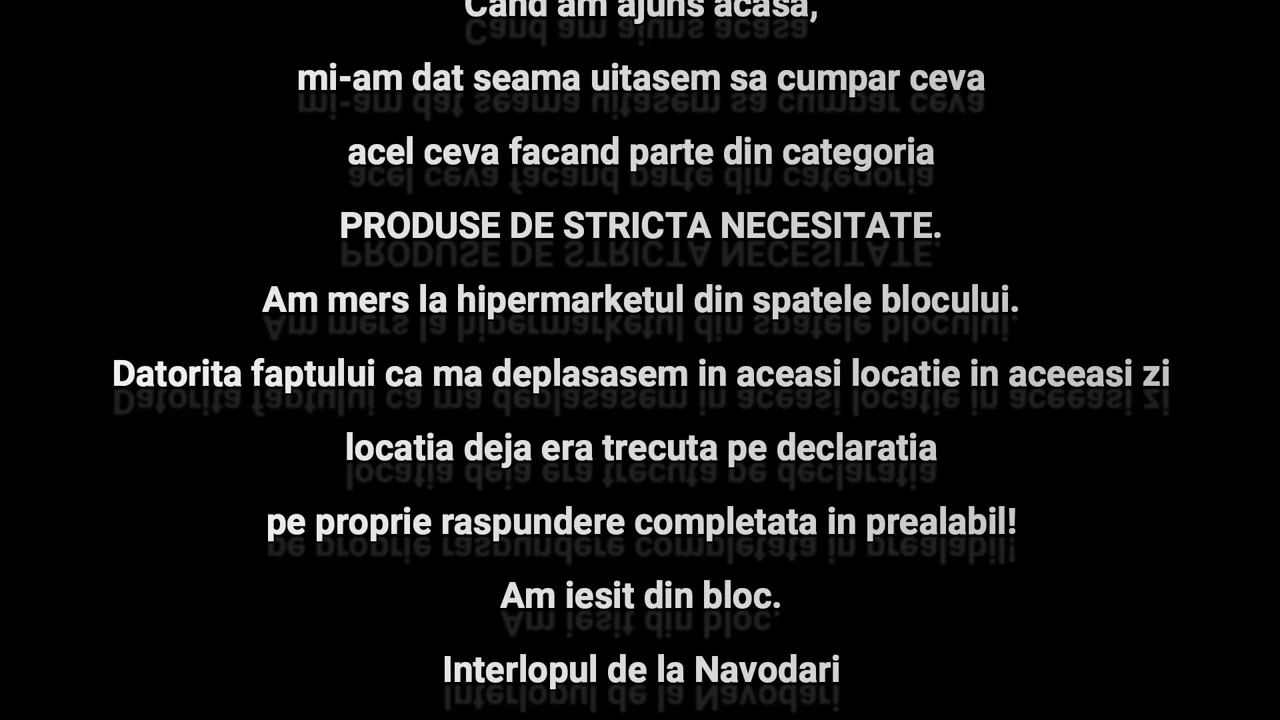 Cand am ajuns acasa,
mi-am dat seama uitasem sa cumpar ceva
acel ceva facand parte din categoria
PRODUSE DE STRICTA NECESITATE.
Am mers la hipermarketul din spatele blocului.
Datorita faptului ca ma deplasasem in aceasi locatie in aceeasi zi
locatia deja era trecuta pe declaratia
pe proprie raspundere completata in prealabil!
Am iesit din bloc.
Interlopul de la Navodari